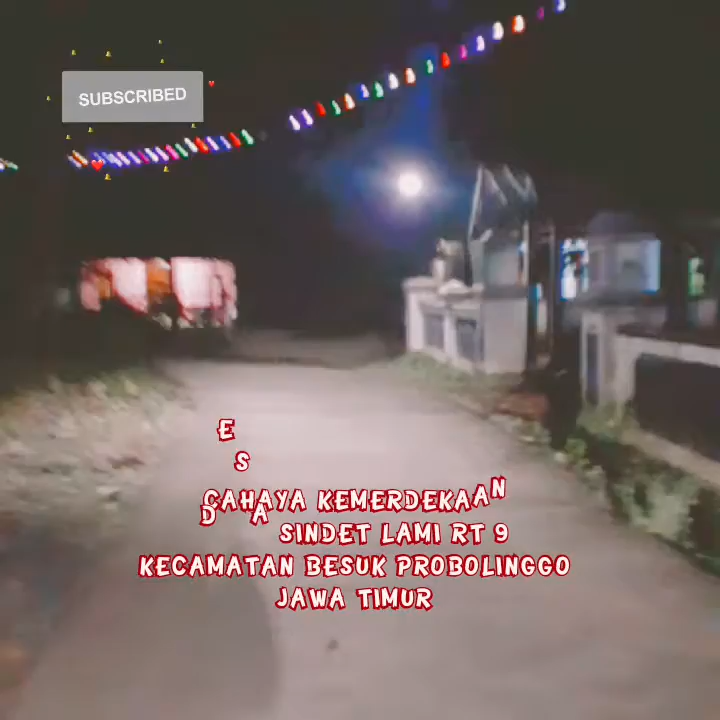 SUBSCRIBED
CAHAYA KEMERDEKAAN
DESA SINDET LAMI RT 9
KECAMATAN BESUK PROBOLINGGO
JAWA TIMUR